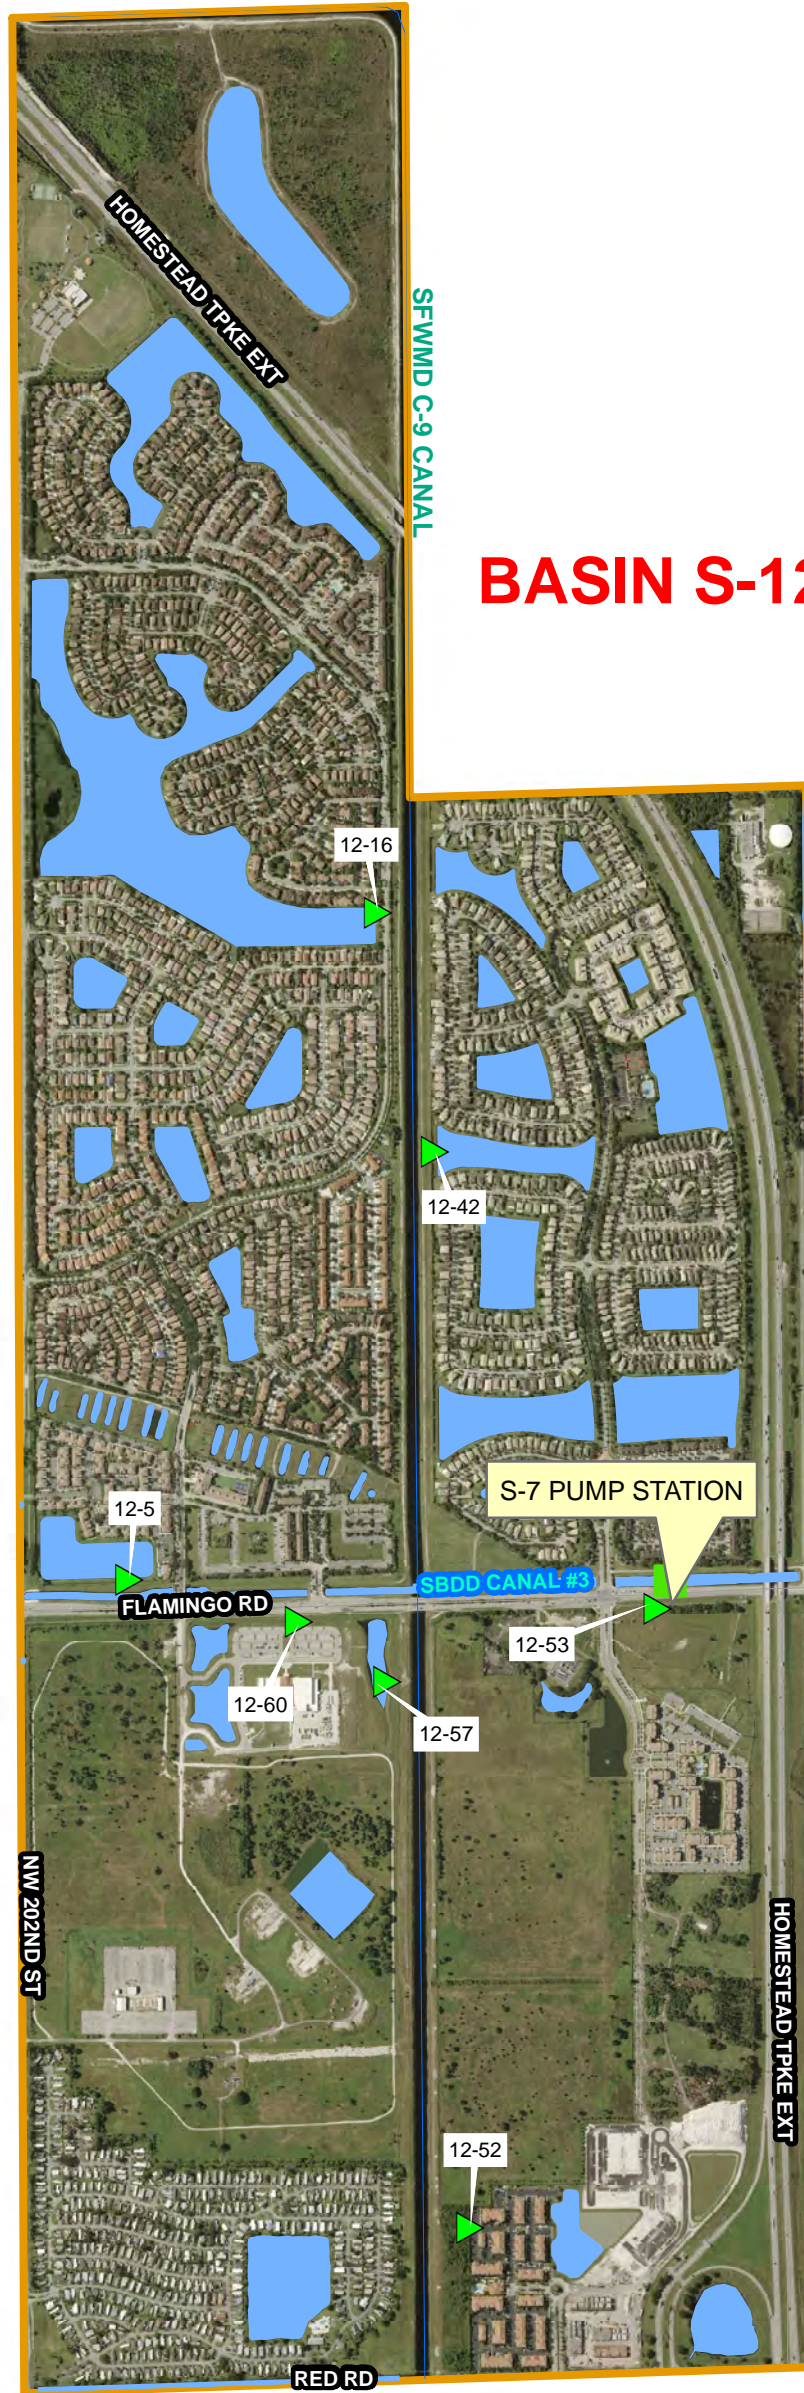 HOMESTEAD TPKE EXT
SFWMD C-9 CANAL
BASIN S-12
12-16
12-42
S-7 PUMP STATION
12-5
SBDD CANAL #3
FLAMINGO RD
12-53
12-60
12-57
NW 202ND ST
HOMESTEAD TPKE EXT
12-52
RED RD